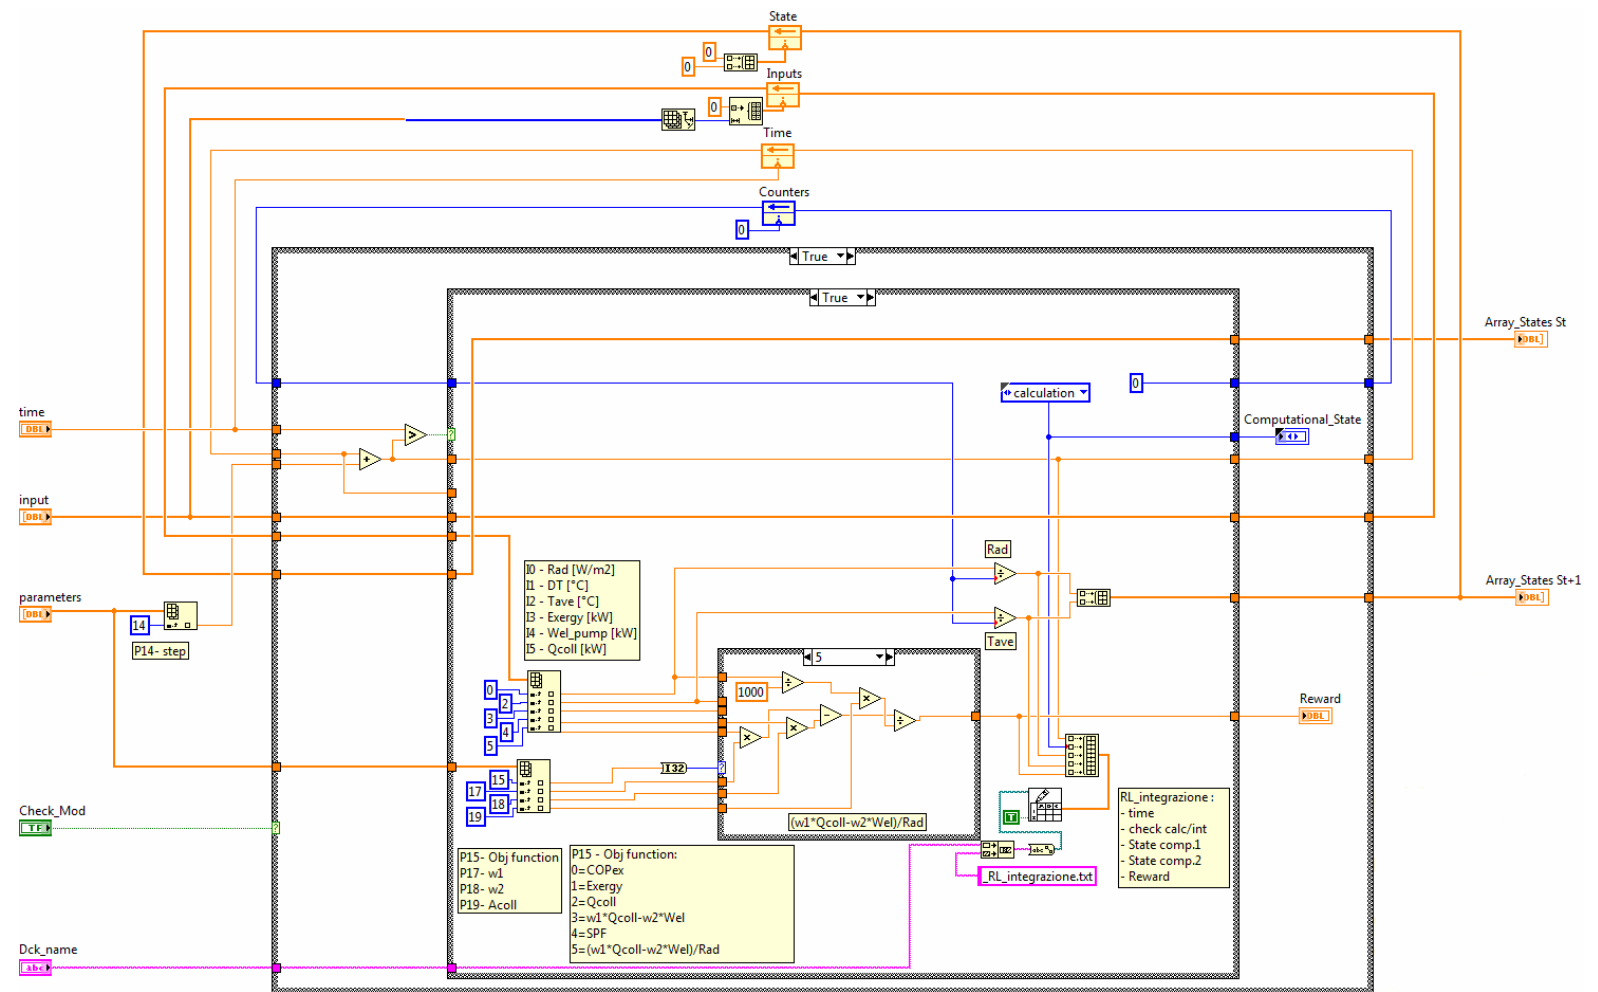 State
0
0
Inputs
0
Time
Counters
0
True
True
Array_States St
DBL]
calculation
0
time
DBL
Computational_State
?
>
+
input
[DBL]
Rad
I0 - Rad [W/m2]
I1 - DT [°C]
I2 - Tave [°C]
I3 - Exergy [kW]
I4 - Wel_pump [kW]
I5 - Qcoll [kW]
÷
Array_States St+1
DBL]
parameters
[DBL]
14
P14- step
÷
Tave
5
0
2
3
4
5
1000
÷
×
×
×
−
÷
Reward
DBL
15
17
18
19
I32
?
(w1*Qcoll-w2*Wel)/Rad
T
RL_integrazione :
- time
- check calc/int
- State comp.1
- State comp.2
- Reward
Check_Mod
TF
?
_RL_integrazione.txt
P15- Obj function
P17- w1
P18- w2
P19- Acoll
P15 - Obj function:
0=COPex
1=Exergy
2=Qcoll
3=w1*Qcoll-w2*Wel
4=SPF
5=(w1*Qcoll-w2*Wel)/Rad
Dck_name
abc